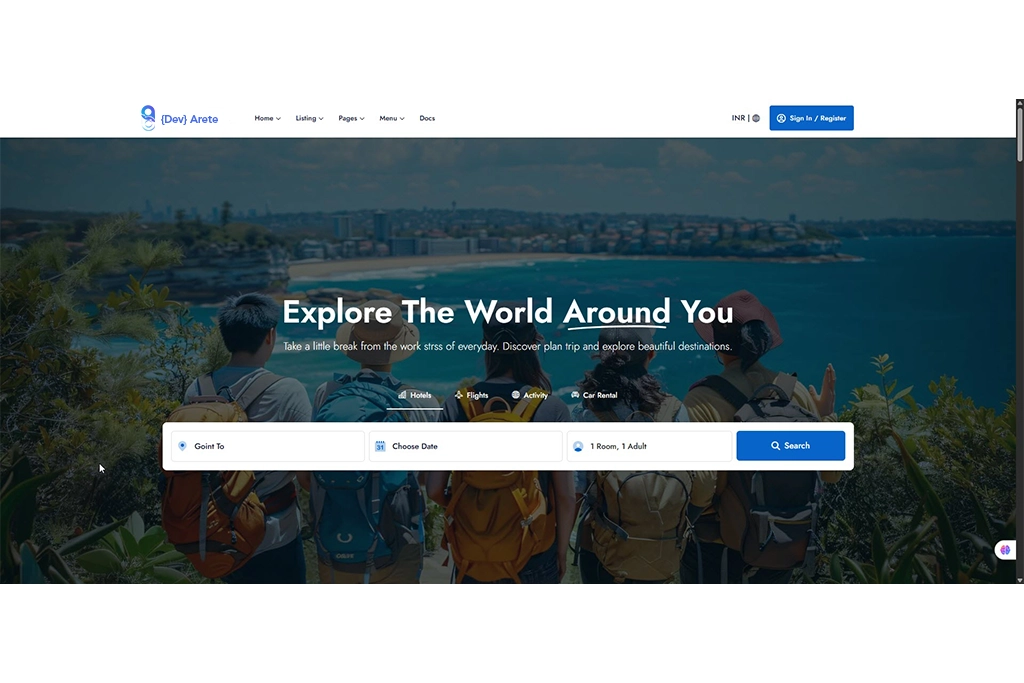 {Dev} Arete
Home
Listing
Pages
Menu
Docs
INR |
Sign In / Register
Explore The World Around You
Take a little break from the work strss of everyday. Discover plan trip and explore beautiful destinations.
Hotels
Flights
Activity
Car Rental
Goint To
31
Choose Date
1 Room, 1 Adult
Search